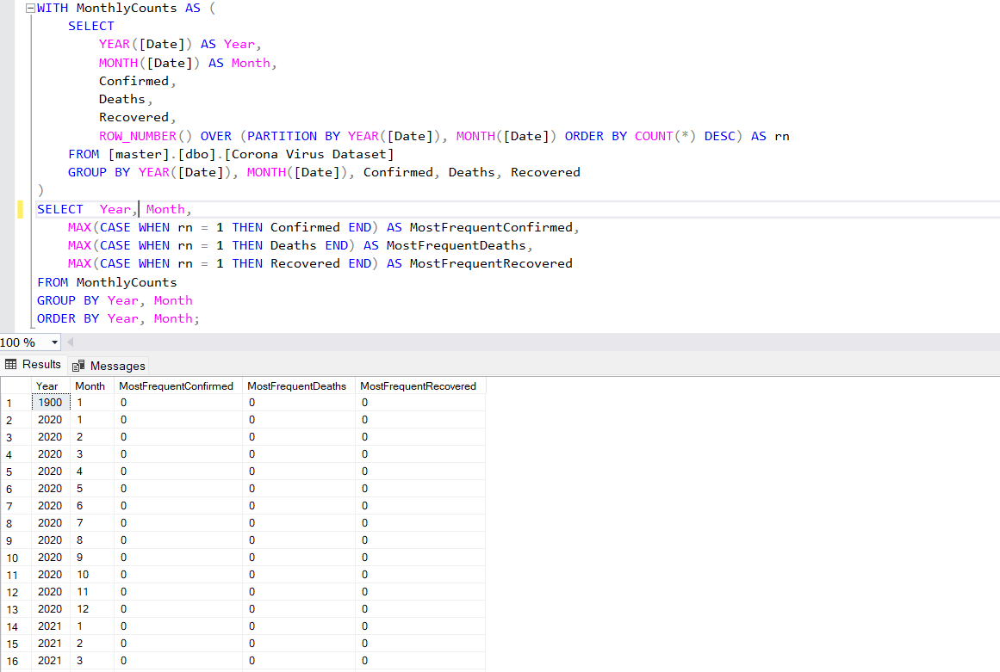 WITH MonthlyCounts AS (
SELECT
YEAR([Date]) AS Year,
MONTH([Date]) AS Month,
Confirmed,
Deaths,
Recovered,
ROW_NUMBER() OVER (PARTITION BY YEAR([Date]), MONTH([Date]) ORDER BY COUNT(*) DESC) AS rn
FROM [master].[dbo].[Corona Virus Dataset]
GROUP BY YEAR([Date]), MONTH([Date]), Confirmed, Deaths, Recovered
)
SELECT  Year, Month,
MAX(CASE WHEN rn = 1 THEN Confirmed END) AS MostFrequentConfirmed,
MAX(CASE WHEN rn = 1 THEN Deaths END) AS MostFrequentDeaths,
MAX(CASE WHEN rn = 1 THEN Recovered END) AS MostFrequentRecovered
FROM MonthlyCounts
GROUP BY Year, Month
ORDER BY Year, Month;
100 %
Results Messages
Year Month MostFrequentConfirmed MostFrequentDeaths MostFrequentRecovered
1 1900 1 0 0 0
2 2020 1 0 0 0
3 2020 2 0 0 0
4 2020 3 0 0 0
5 2020 4 0 0 0
6 2020 5 0 0 0
7 2020 6 0 0 0
8 2020 7 0 0 0
9 2020 8 0 0 0
10 2020 9 0 0 0
11 2020 10 0 0 0
12 2020 11 0 0 0
13 2020 12 0 0 0
14 2021 1 0 0 0
15 2021 2 0 0 0
16 2021 3 0 0 0